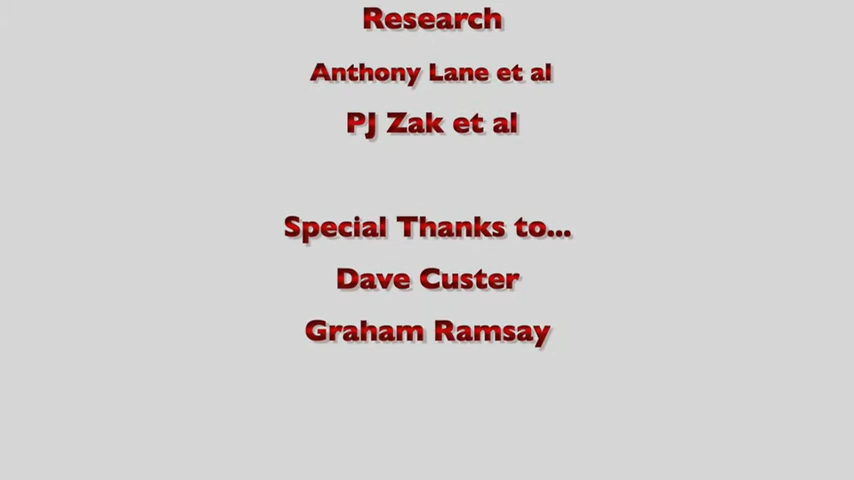 Research
Anthony Lane et al
PJ Zak et al
Special Thanks to...
Dave Custer
Graham Ramsay